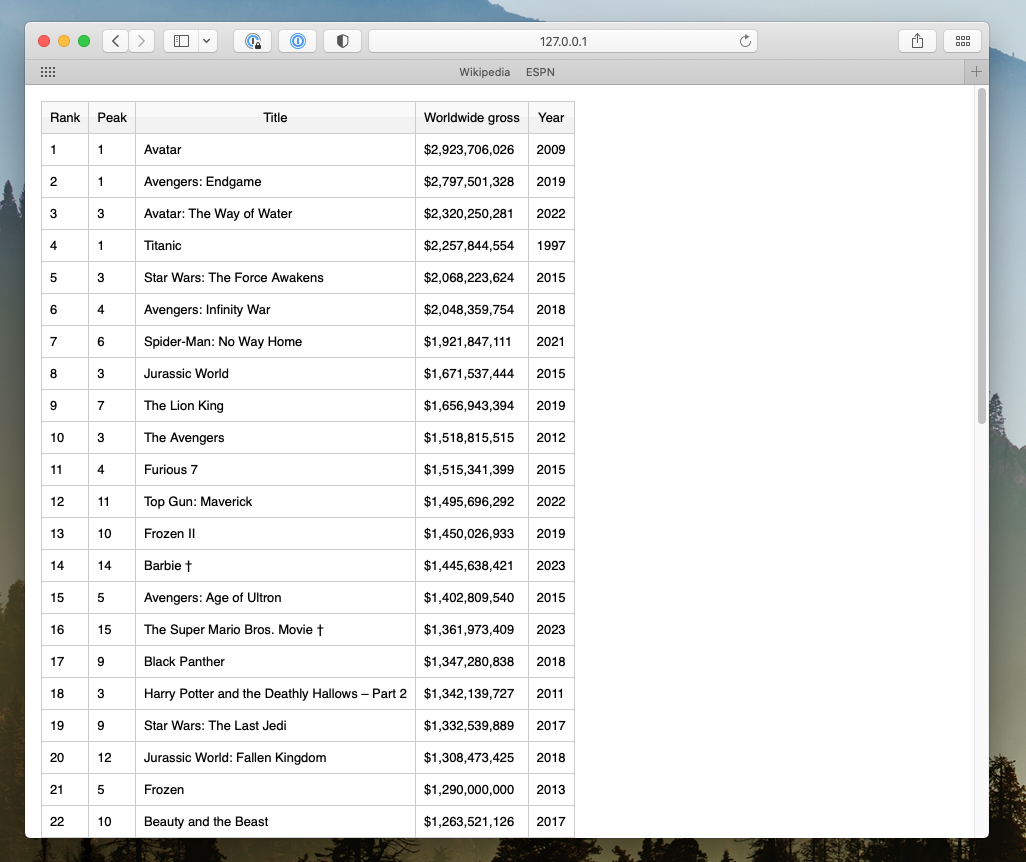 127.0.0.1
Wikipedia ESPN
Rank Peak Title Worldwide gross Year
1 1 Avatar $2,923,706,026 2009
2 1 Avengers: Endgame $2,797,501,328 2019
3 3 Avatar: The Way of Water $2,320,250,281 2022
4 1 Titanic $2,257,844,554 1997
5 3 Star Wars: The Force Awakens $2,068,223,624 2015
6 4 Avengers: Infinity War $2,048,359,754 2018
7 6 Spider-Man: No Way Home $1,921,847,111 2021
8 3 Jurassic World $1,671,537,444 2015
9 7 The Lion King $1,656,943,394 2019
10 3 The Avengers $1,518,815,515 2012
11 4 Furious 7 $1,515,341,399 2015
12 11 Top Gun: Maverick $1,495,696,292 2022
13 10 Frozen II $1,450,026,933 2019
14 14 Barbie † $1,445,638,421 2023
15 5 Avengers: Age of Ultron $1,402,809,540 2015
16 15 The Super Mario Bros. Movie † $1,361,973,409 2023
17 9 Black Panther $1,347,280,838 2018
18 3 Harry Potter and the Deathly Hallows – Part 2 $1,342,139,727 2011
19 9 Star Wars: The Last Jedi $1,332,539,889 2017
20 12 Jurassic World: Fallen Kingdom $1,308,473,425 2018
21 5 Frozen $1,290,000,000 2013
22 10 Beauty and the Beast $1,263,521,126 2017